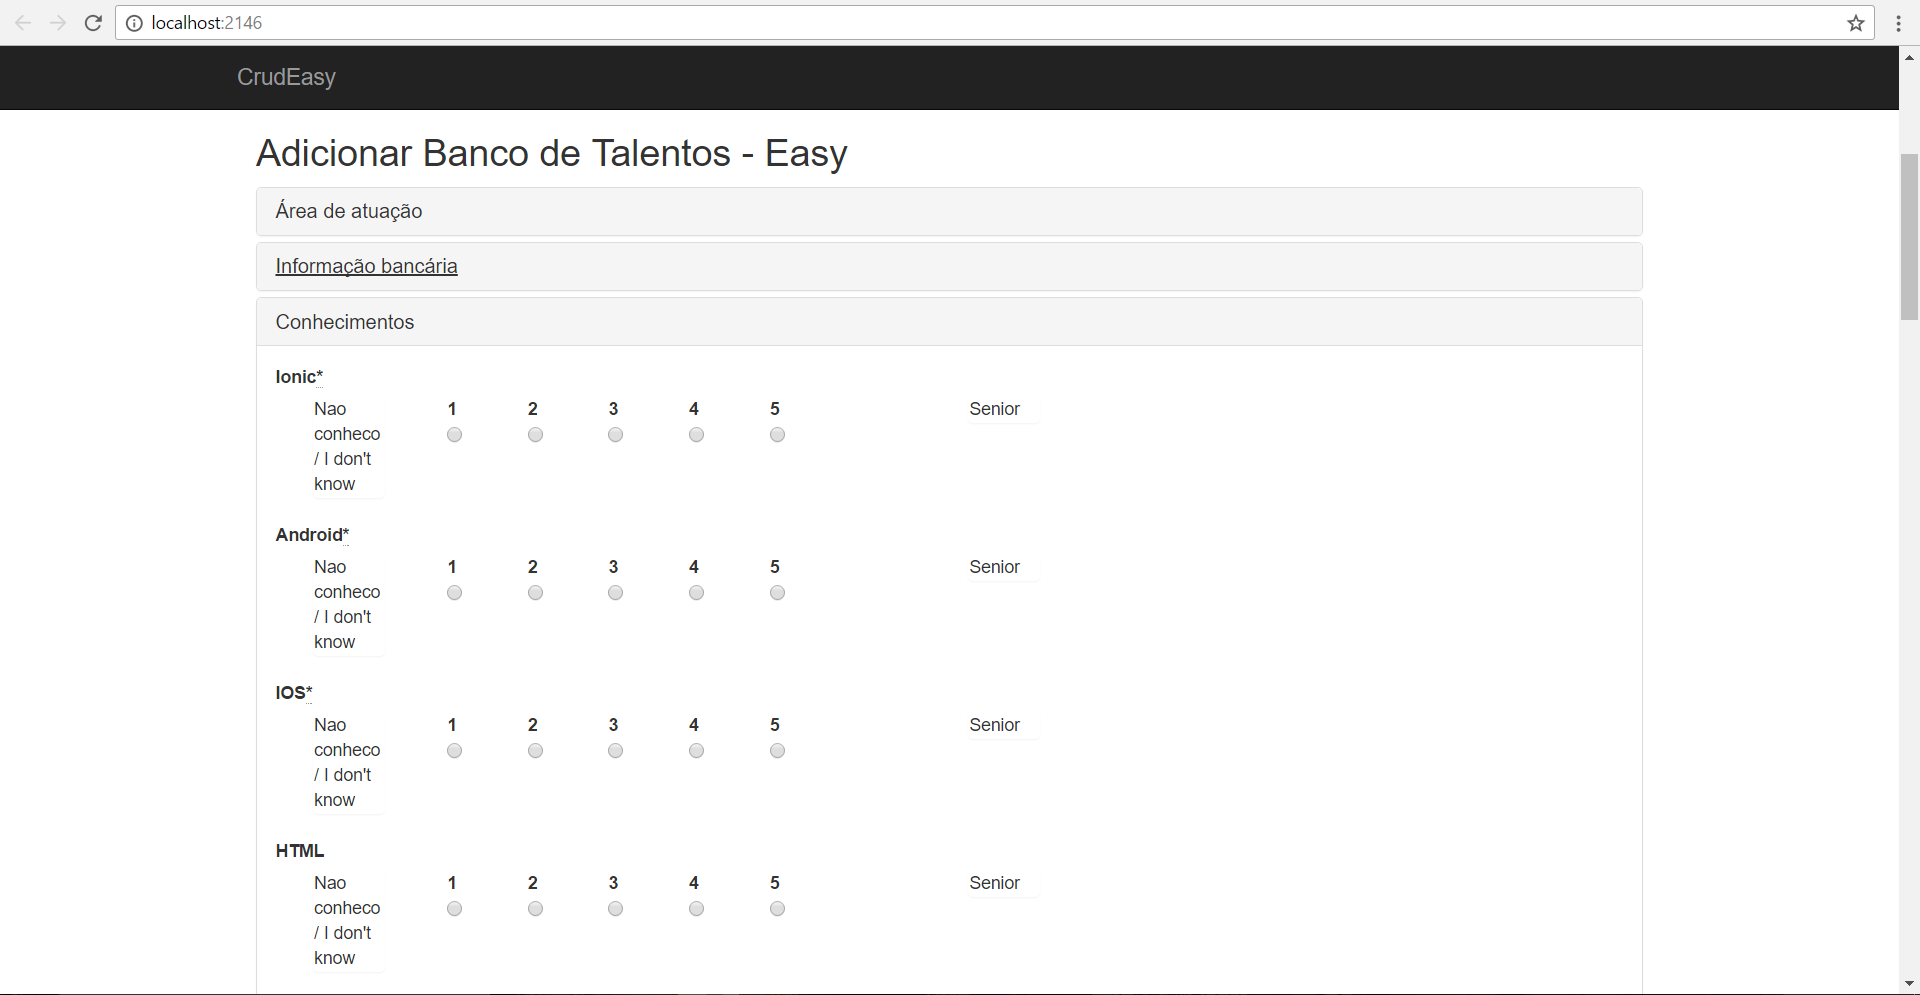 localhost:2146
CrudEasy
Adicionar Banco de Talentos - Easy
Área de atuação
Informação bancária
Conhecimentos
Ionic*
Nao conheco / I don't know 1 2 3 4 5 Senior
Android*
Nao conheco / I don't know 1 2 3 4 5 Senior
IOS*
Nao conheco / I don't know 1 2 3 4 5 Senior
HTML
Nao conheco / I don't know 1 2 3 4 5 Senior